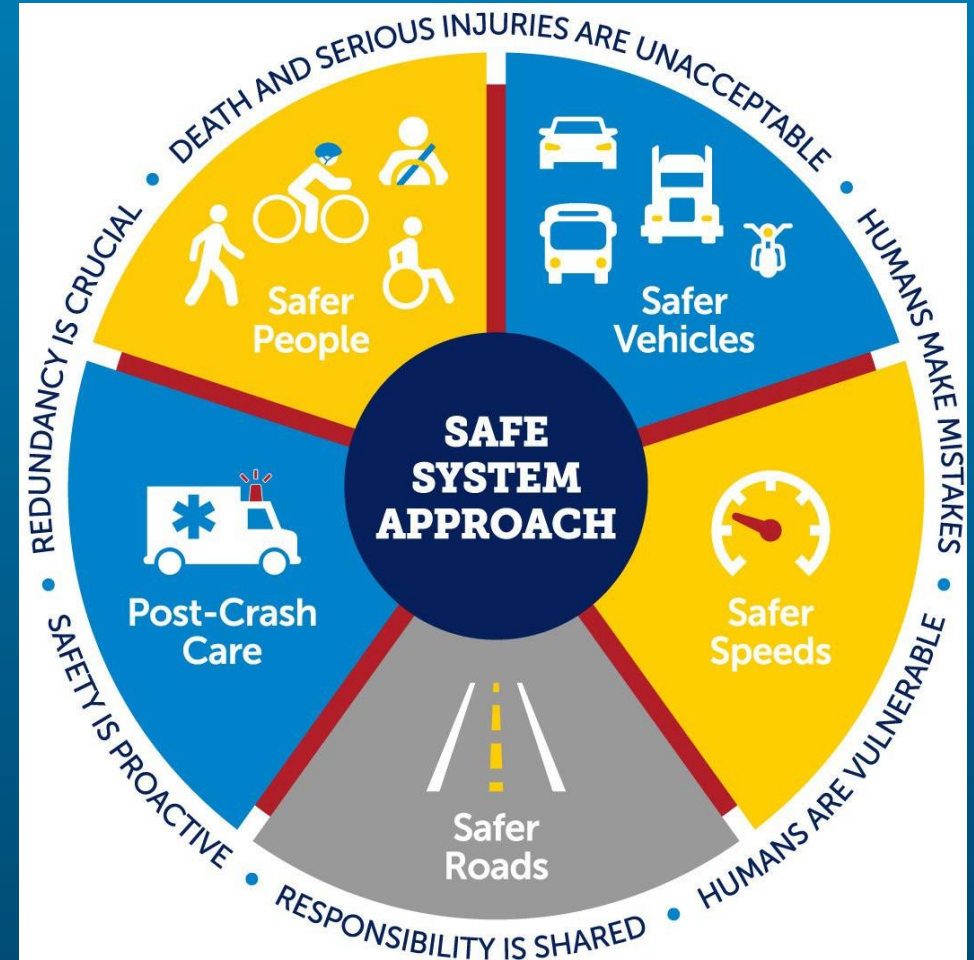 DEATH AND SERIOUS INJURIES ARE UNACCEPTABLE
HUMANS MAKE MISTAKES
HUMANS ARE VULNERABLE
RESPONSIBILITY IS SHARED
SAFETY IS PROACTIVE
REDUNDANCY IS CRUCIAL
Safer
People
Safer
Vehicles
SAFE
SYSTEM
APPROACH
Post-Crash
Care
Safer
Speeds
Safer
Roads